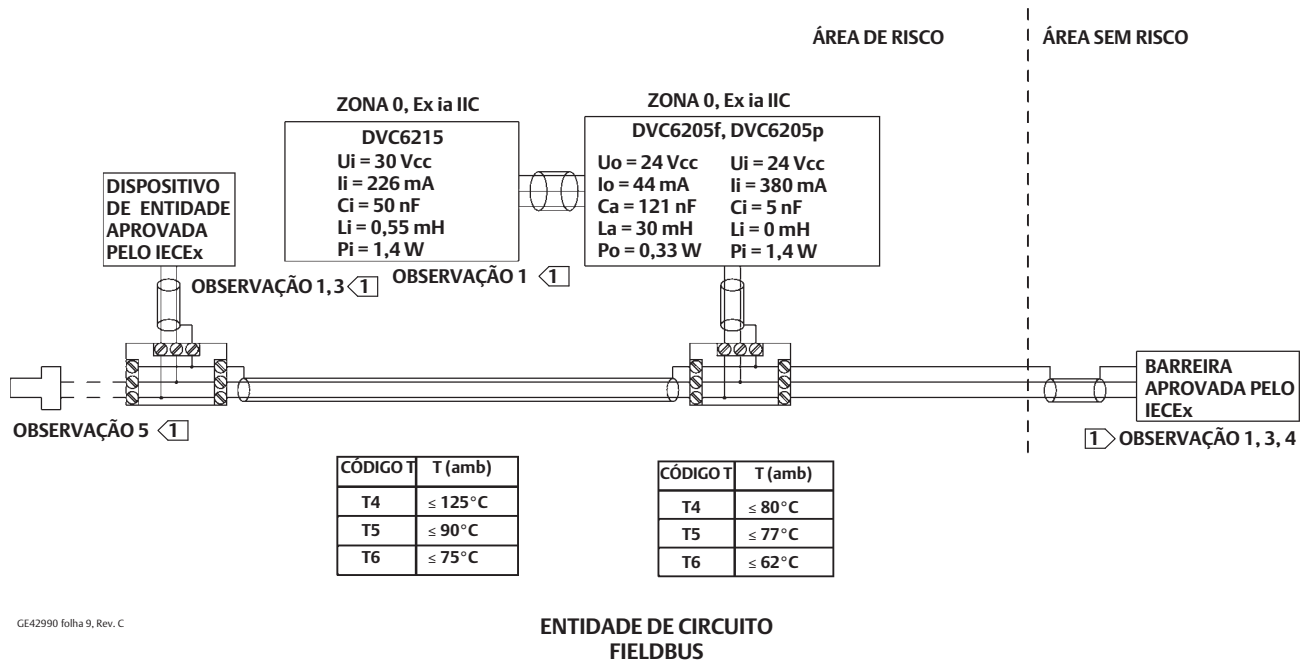 ÁREA DE RISCO
ÁREA SEM RISCO
ZONA 0, Ex ia IIC
DVC6215
Ui = 30 Vcc
Ii = 226 mA
Ci = 50 nF
Li = 0,55 mH
Pi = 1,4 W
ZONA 0, Ex ia IIC
DVC6205f, DVC6205p
Uo = 24 Vcc Ui = 24 Vcc
Io = 44 mA Ii = 380 mA
Ca = 121 nF Ci = 5 nF
La = 30 mH Li = 0 mH
Po = 0,33 W Pi = 1,4 W
DISPOSITIVO
DE ENTIDADE
APROVADA
PELO IECEx
OBSERVAÇÃO 1, 3 1
OBSERVAÇÃO 1 1
BARREIRA
APROVADA PELO
IECEx
OBSERVAÇÃO 5 1
1 OBSERVAÇÃO 1, 3, 4
CÓDIGO T T (amb)
T4 ≤ 125°C
T5 ≤ 90°C
T6 ≤ 75°C
CÓDIGO T T (amb)
T4 ≤ 80°C
T5 ≤ 77°C
T6 ≤ 62°C
GE42990 folha 9, Rev. C
ENTIDADE DE CIRCUITO
FIELDBUS